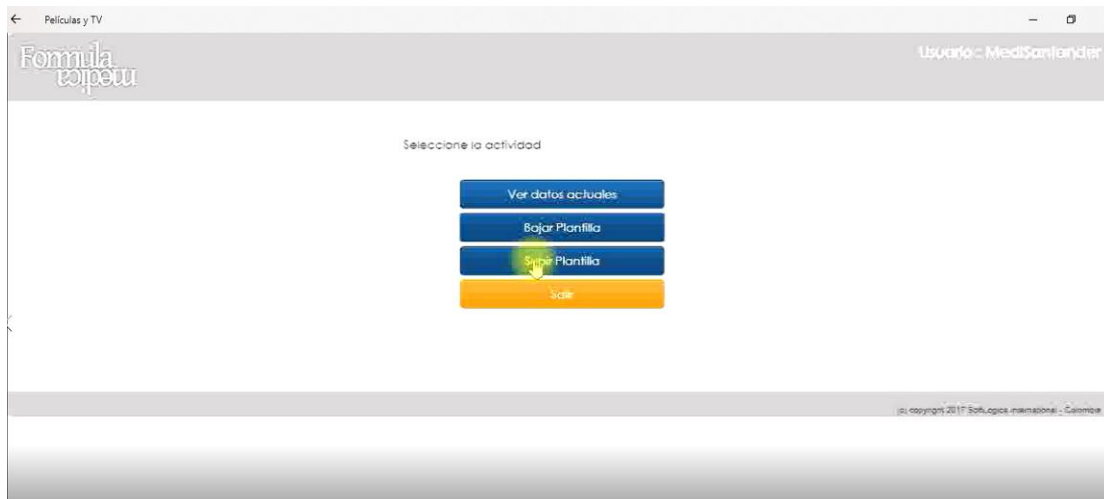 Películas y TV
Formula
medica
Usuario : MediSantander
Seleccione la actividad
Ver datos actuales
Bajar Plantilla
Subir Plantilla
Salir
(c) copyright 2017 SoftLogica International - Colombia